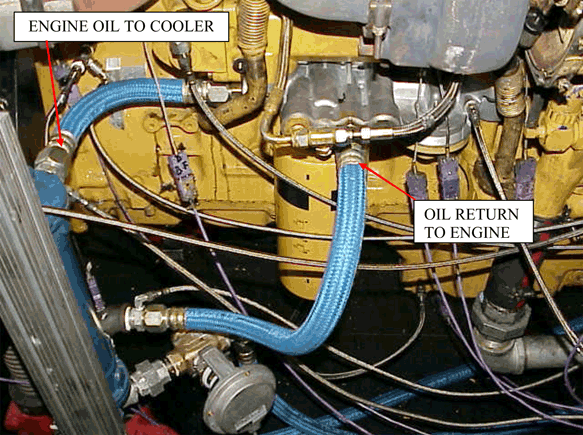 ENGINE OIL TO COOLER
OIL RETURN
TO ENGINE